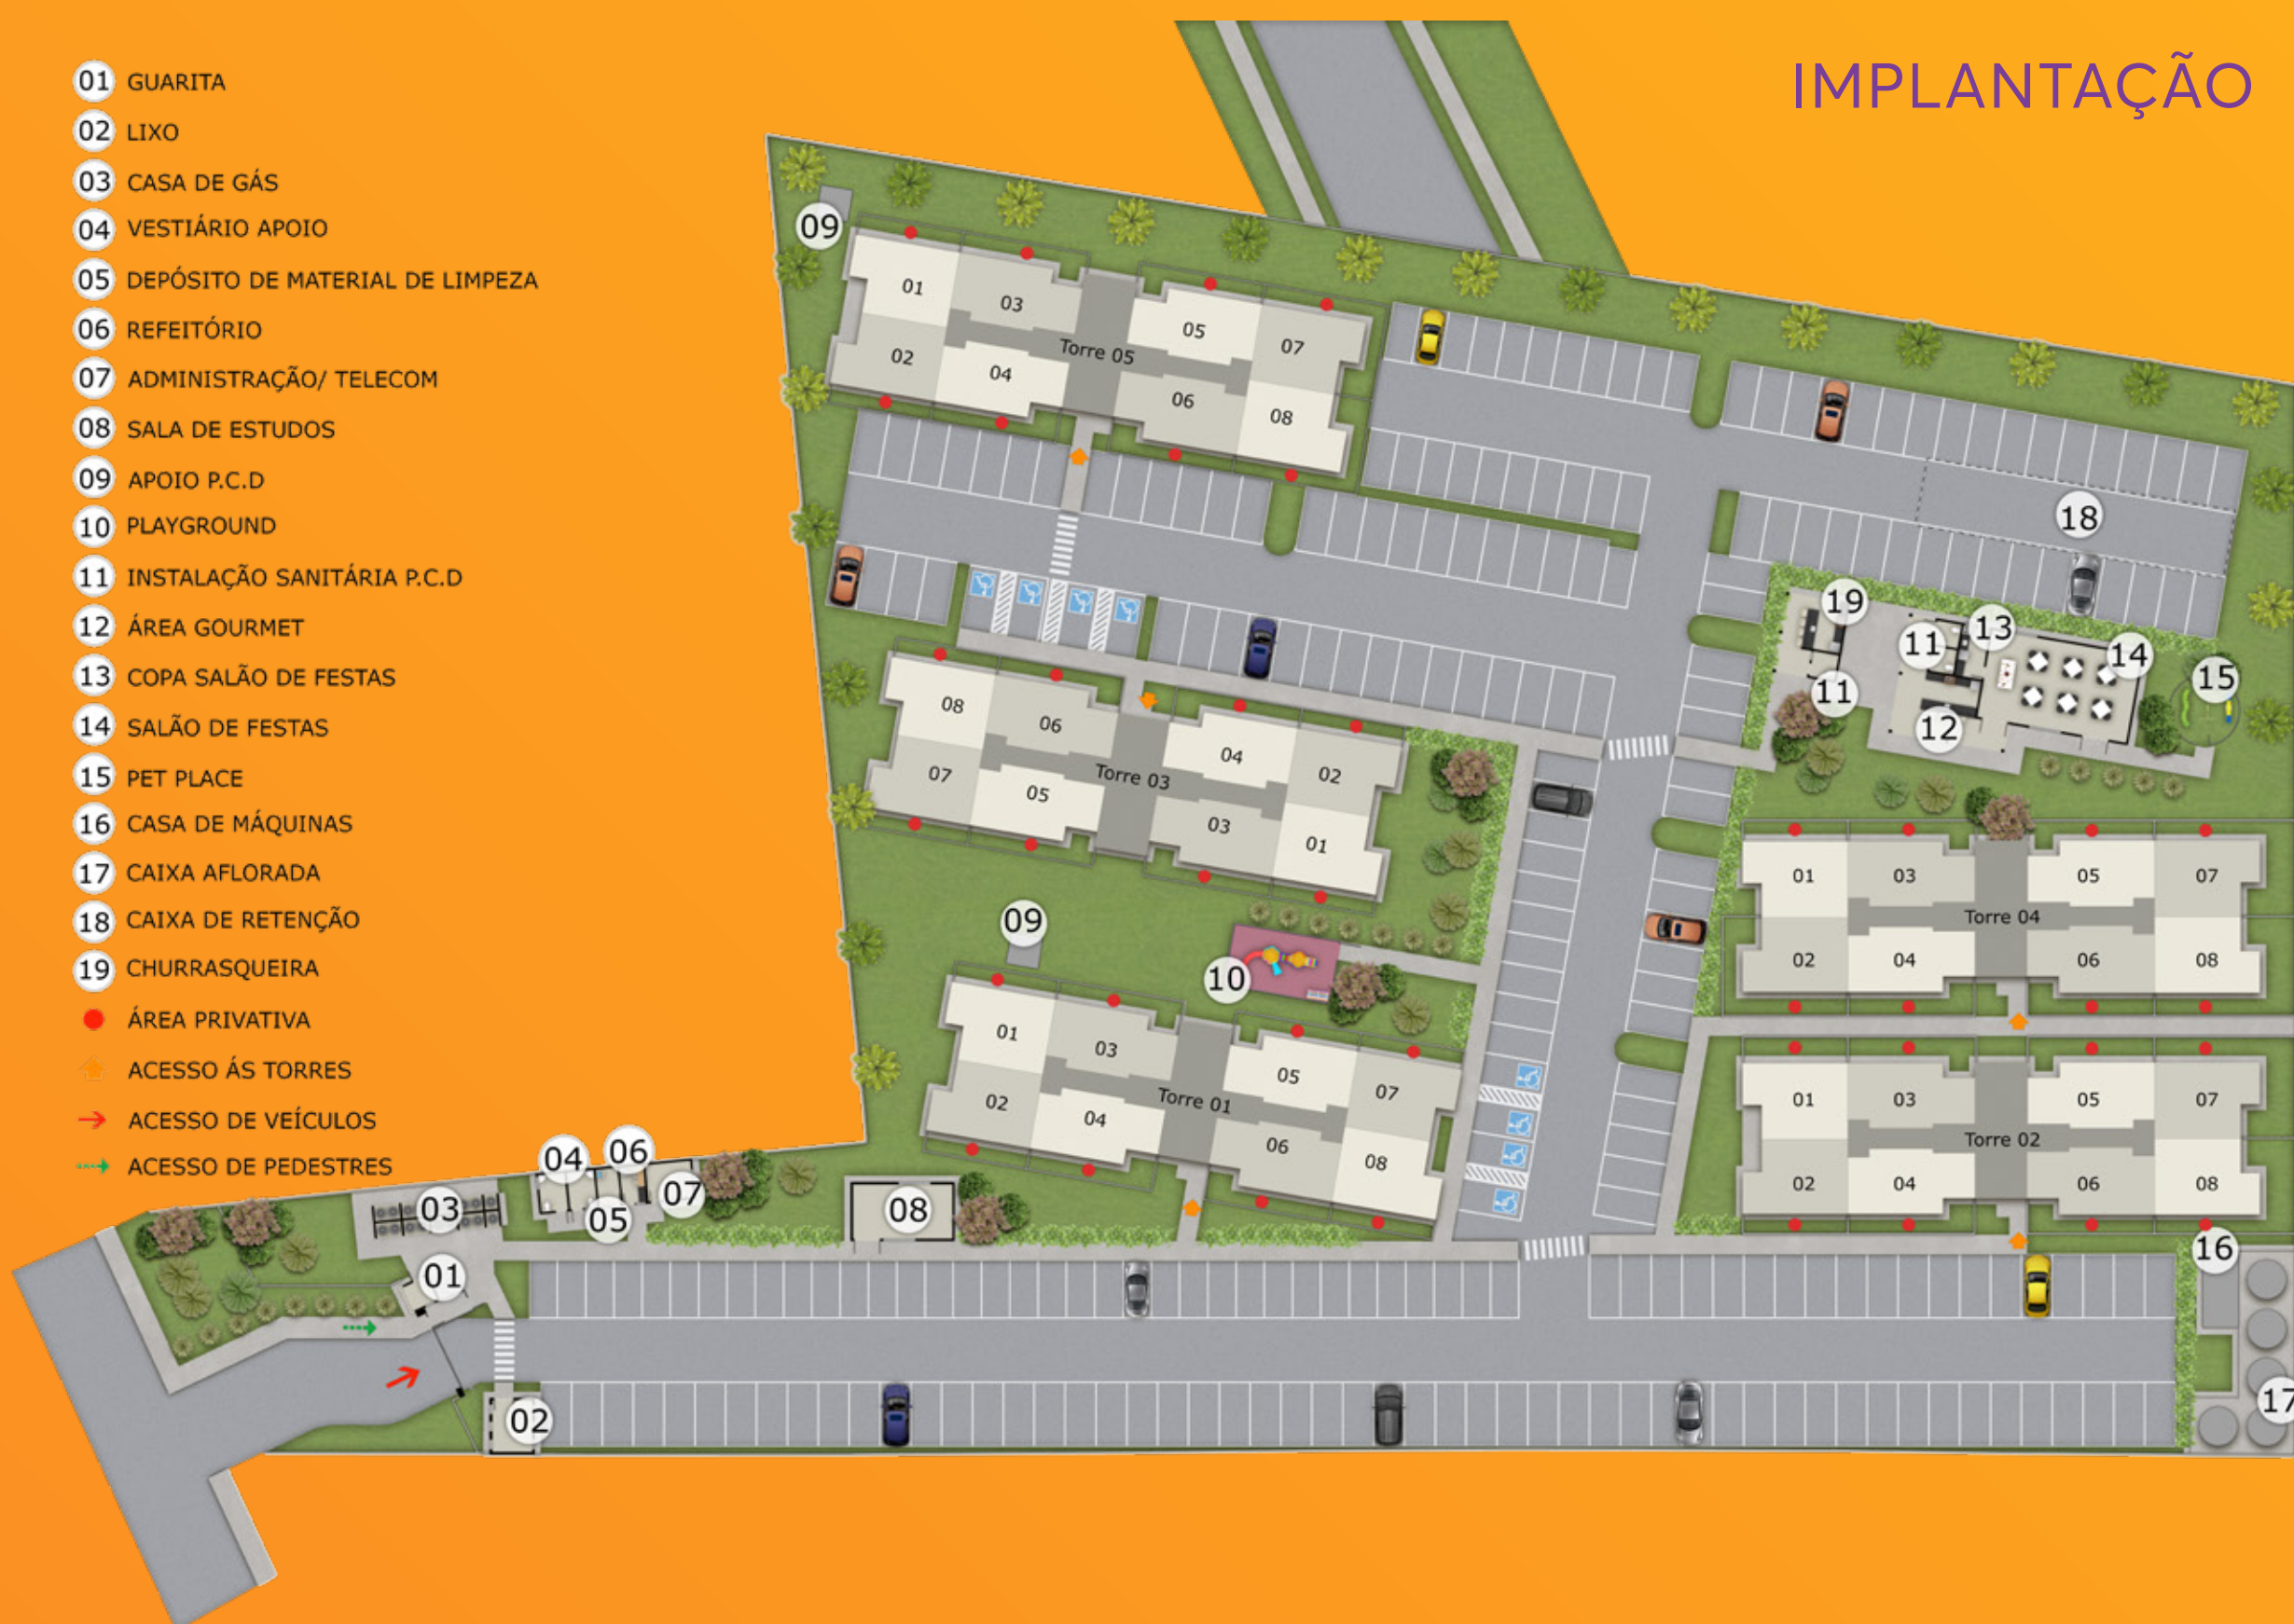 IMPLANTAÇÃO
01 GUARITA
02 LIXO
03 CASA DE GÁS
04 VESTIÁRIO APOIO
05 DEPÓSITO DE MATERIAL DE LIMPEZA
06 REFEITÓRIO
07 ADMINISTRAÇÃO/ TELECOM
08 SALA DE ESTUDOS
09 APOIO P.C.D
10 PLAYGROUND
11 INSTALAÇÃO SANITÁRIA P.C.D
12 ÁREA GOURMET
13 COPA SALÃO DE FESTAS
14 SALÃO DE FESTAS
15 PET PLACE
16 CASA DE MÁQUINAS
17 CAIXA AFLORADA
18 CAIXA DE RETENÇÃO
19 CHURRASQUEIRA
ÁREA PRIVATIVA
ACESSO ÁS TORRES
ACESSO DE VEÍCULOS
ACESSO DE PEDESTRES
09
01 03 05 07
Torre 05
02 04 06 08
18
19
11
13
14
15
11
12
08 06 04 02
Torre 03
07 05 03 01
09
10
01 03 05 07
Torre 04
02 04 06 08
01 03 05 07
Torre 01
02 04 06 08
01 03 05 07
Torre 02
02 04 06 08
04
06
03
05
07
08
01
02
16
17